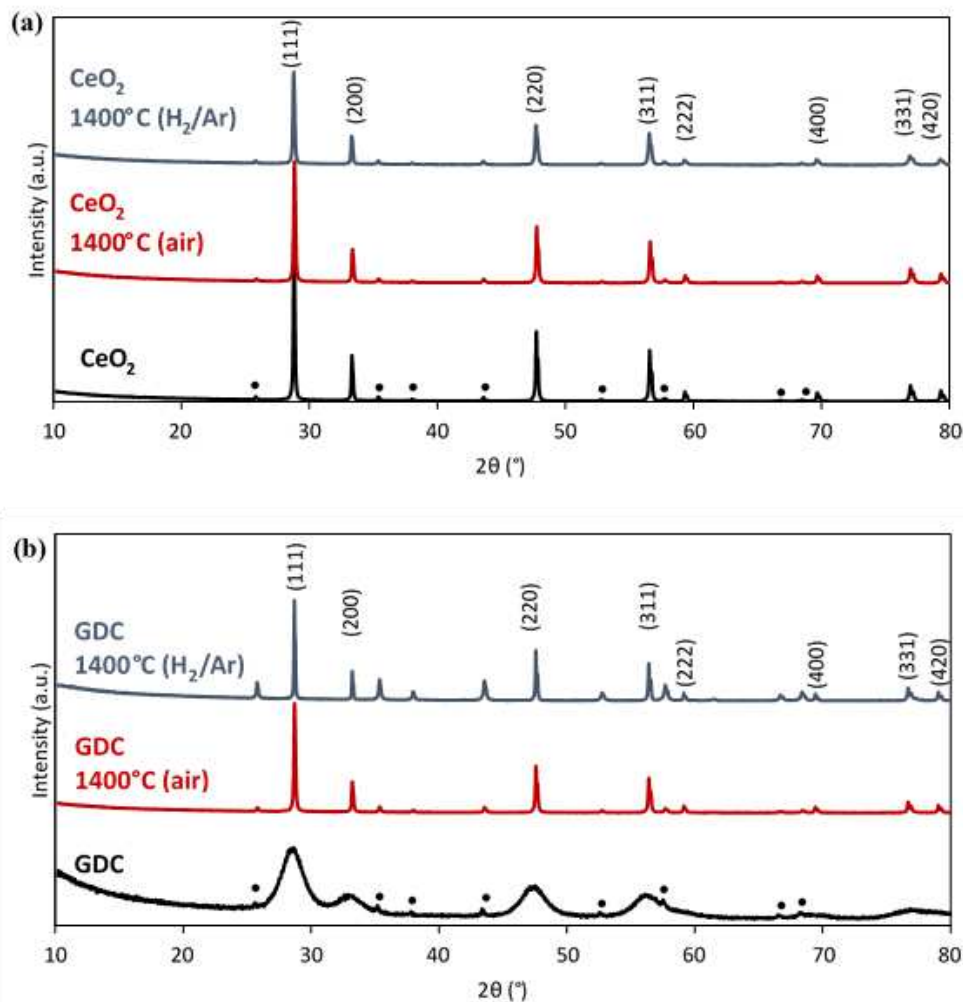 (a)
(111)
(200)
(220)
(311)
(222)
(400)
(331)
(420)
CeO₂
1400°C (H₂/Ar)
CeO₂
1400°C (air)
CeO₂
Intensity (a.u.)
10 20 30 40 50 60 70 80
2θ (°)
(b)
(111)
(200)
(220)
(311)
(222)
(400)
(331)
(420)
GDC
1400°C (H₂/Ar)
GDC
1400°C (air)
GDC
Intensity (a.u.)
10 20 30 40 50 60 70 80
2θ (°)